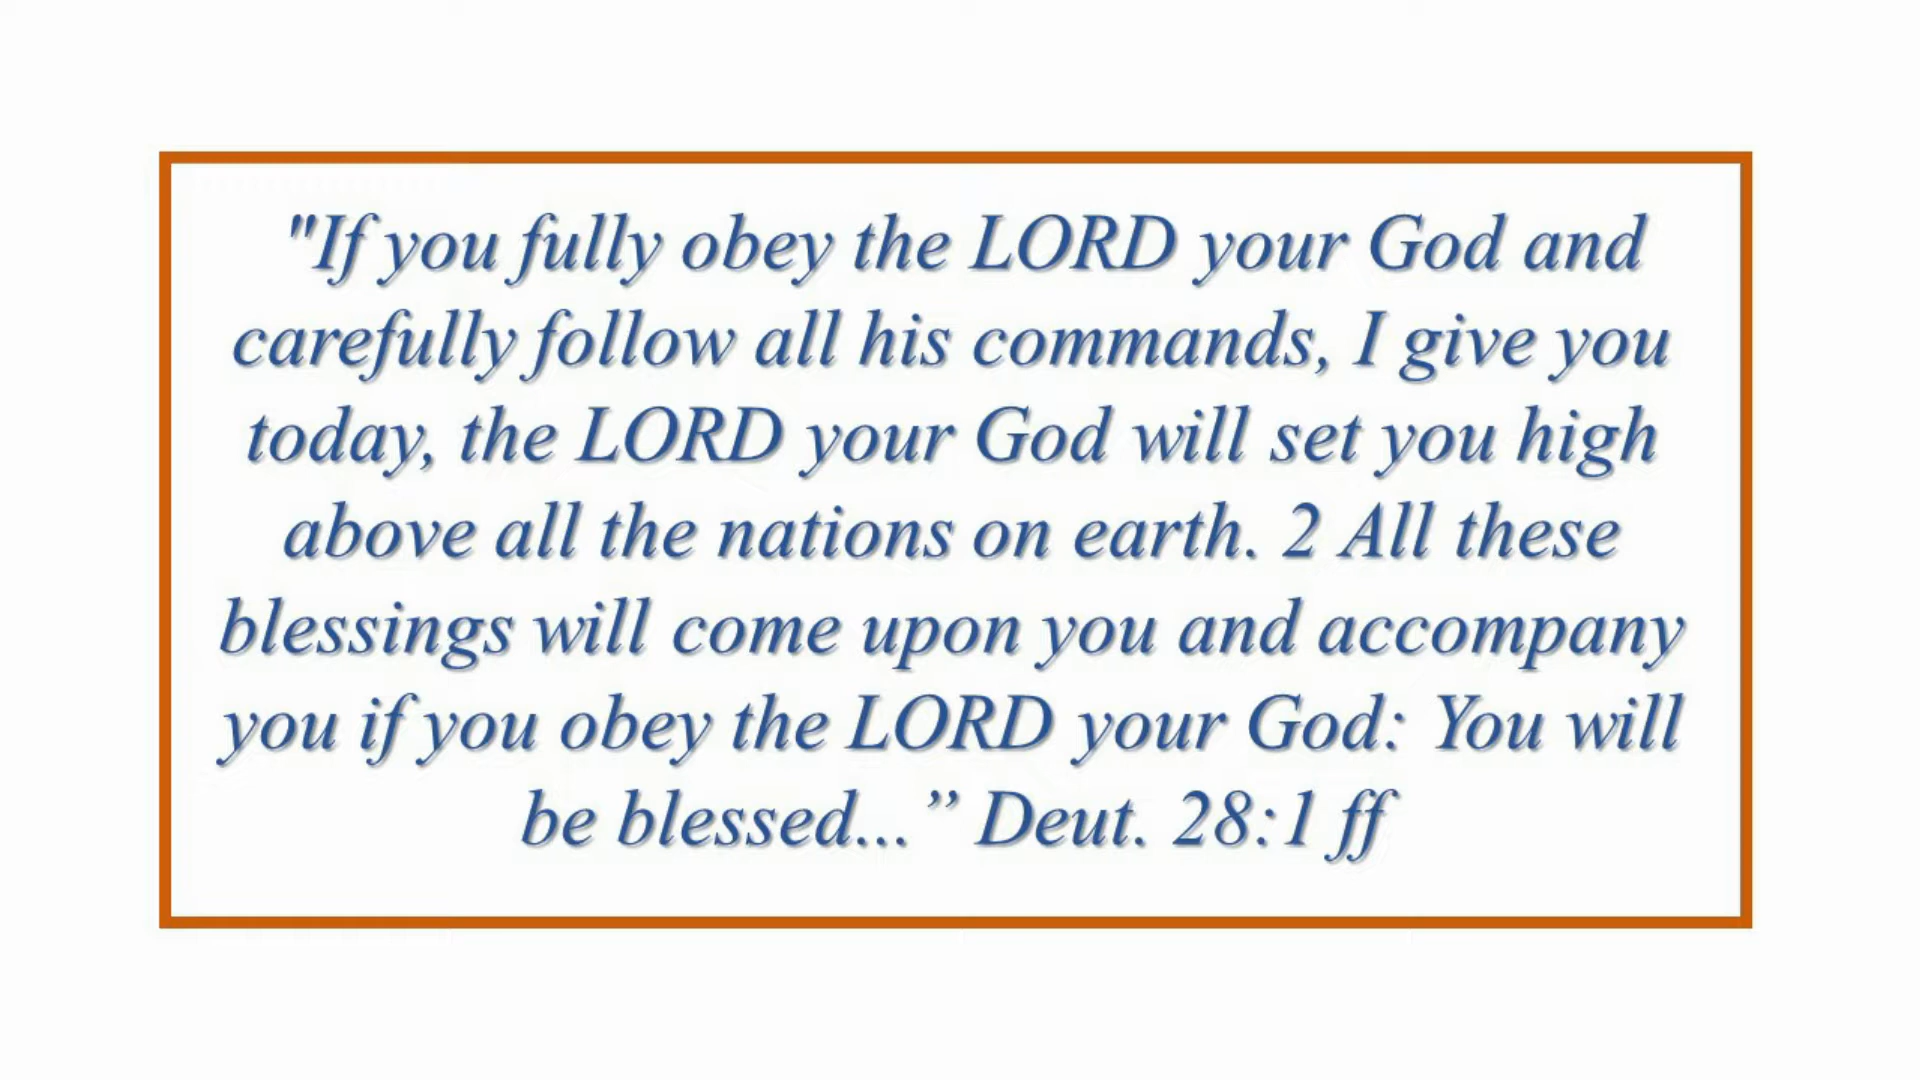 "If you fully obey the LORD your God and
carefully follow all his commands, I give you
today, the LORD your God will set you high
above all the nations on earth. 2 All these
blessings will come upon you and accompany
you if you obey the LORD your God: You will
be blessed...” Deut. 28:1 ff